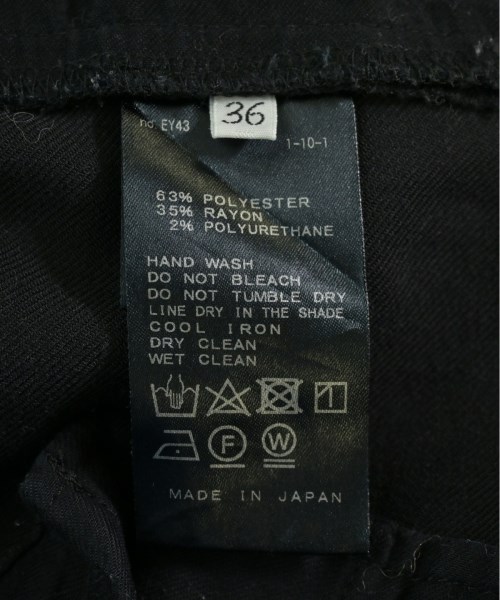 36
no. EY43
1-10-1
63% POLYESTER
35% RAYON
2% POLYURETHANE
HAND WASH
DO NOT BLEACH
DO NOT TUMBLE DRY
LINE DRY IN THE SHADE
COOL IRON
DRY CLEAN
WET CLEAN
F W
MADE IN JAPAN